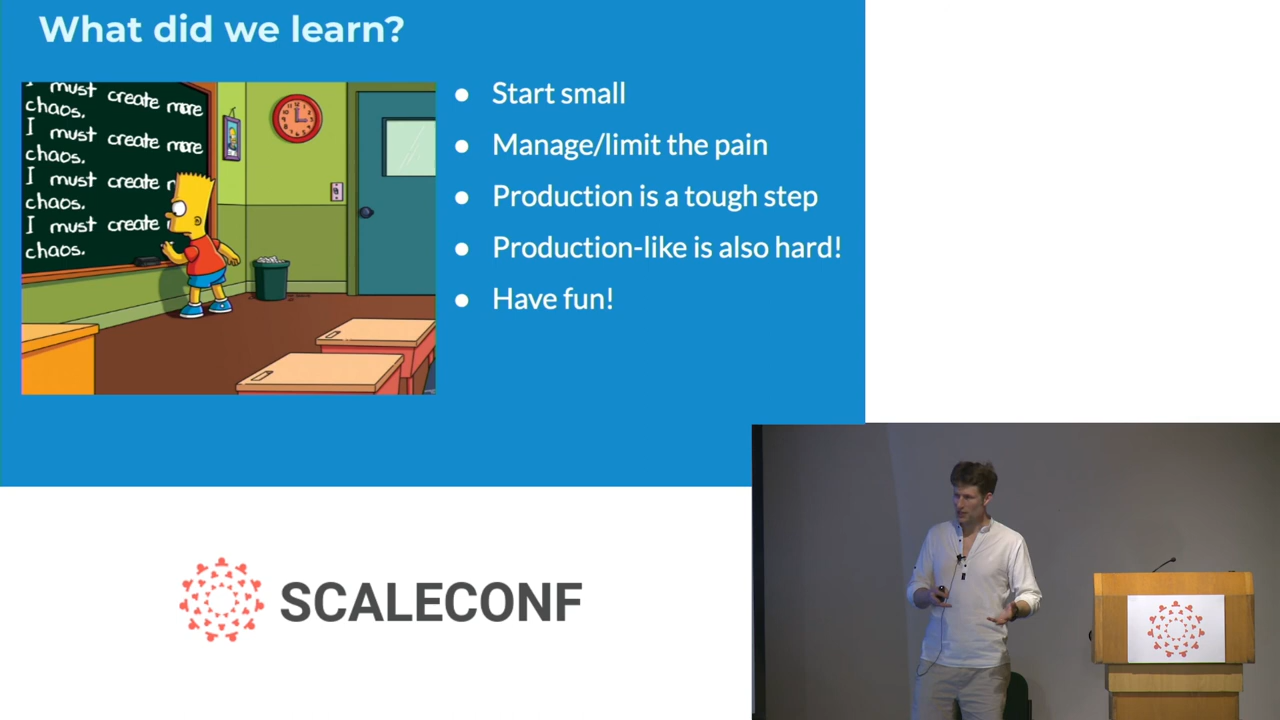 What did we learn?
I must create more
chaos.
I must create more
chaos.
I must create
chaos.
I must create
chaos.
Start small
Manage/limit the pain
Production is a tough step
Production-like is also hard!
Have fun!
SCALECONF